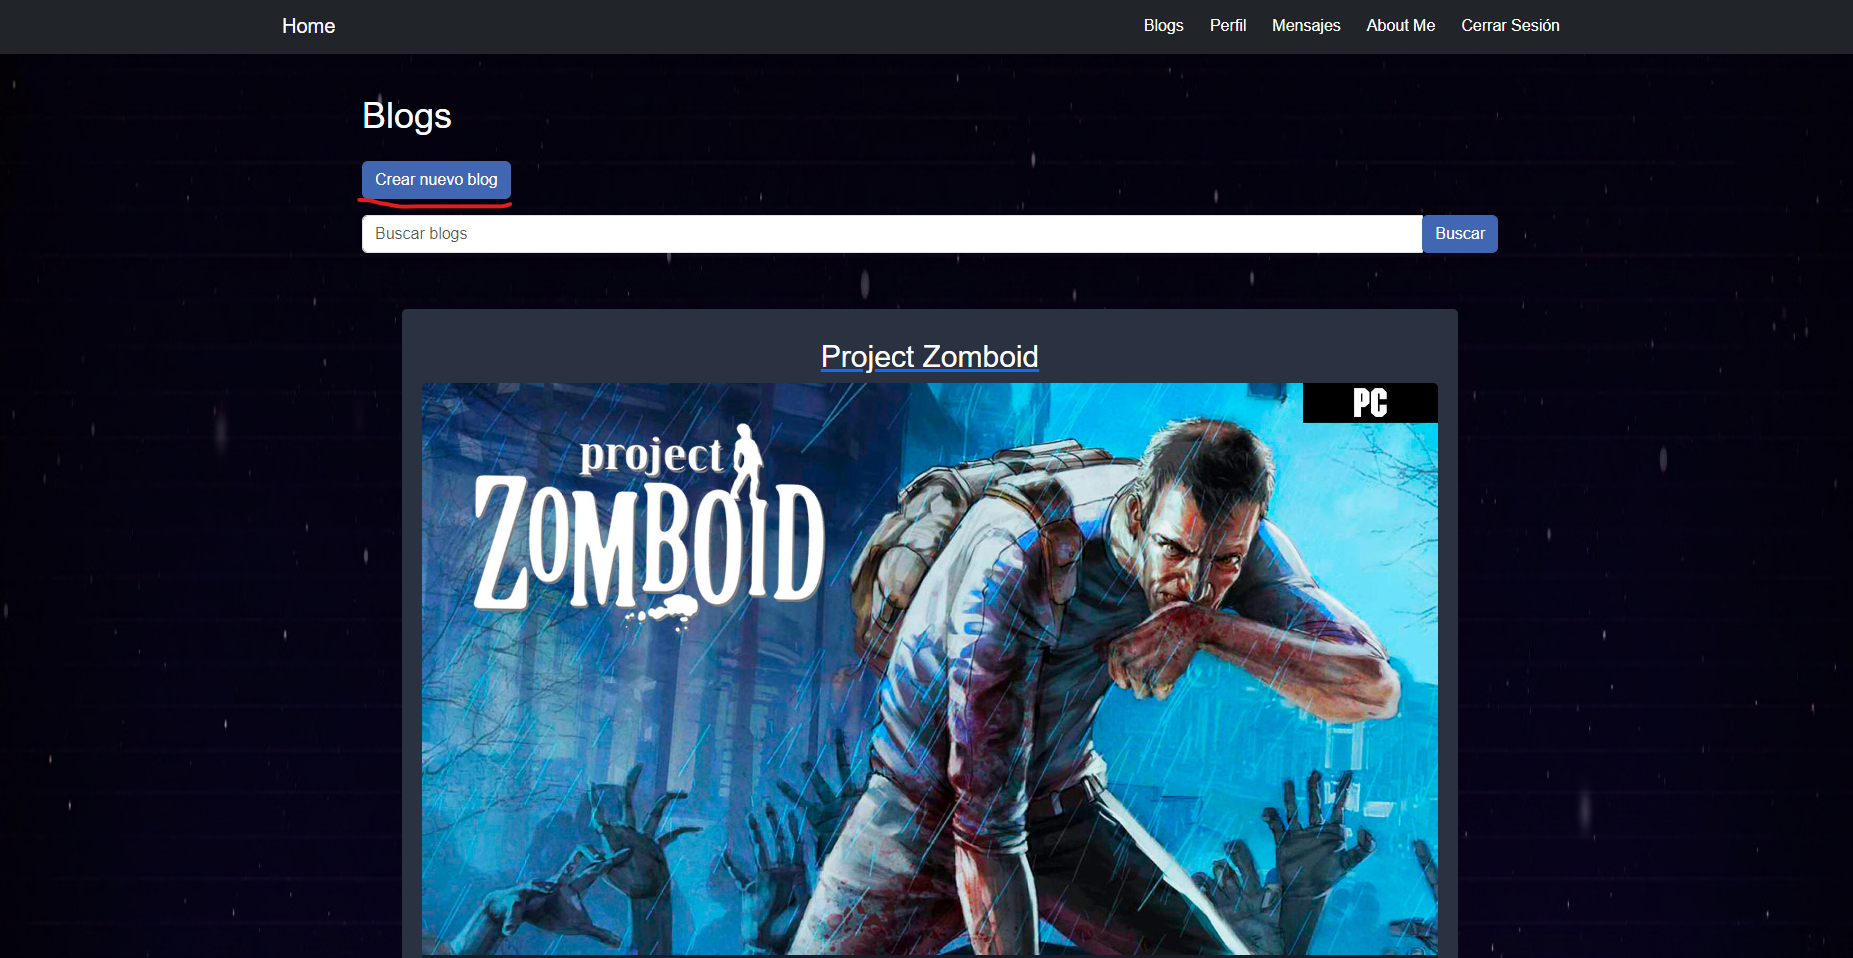 Home Blogs Perfil Mensajes About Me Cerrar Sesión
Blogs
Crear nuevo blog
Buscar blogs Buscar
Project Zomboid
PC
project
ZOMBOID